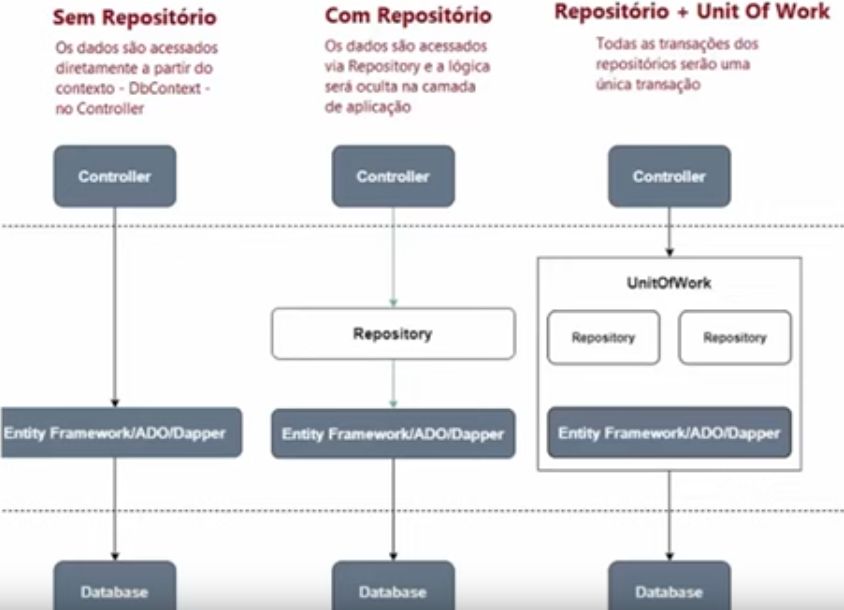 Sem Repositório
Os dados são acessados
diretamente a partir do
contexto - DbContext -
no Controller
Com Repositório
Os dados são acessados
via Repository e a lógica
será oculta na camada
de aplicação
Repositório + Unit Of Work
Todas as transações dos
repositórios serão uma
única transação
Controller
Controller
Controller
UnitOfWork
Repository
Repository
Repository
Entity Framework/ADO/Dapper
Entity Framework/ADO/Dapper
Entity Framework/ADO/Dapper
Database
Database
Database